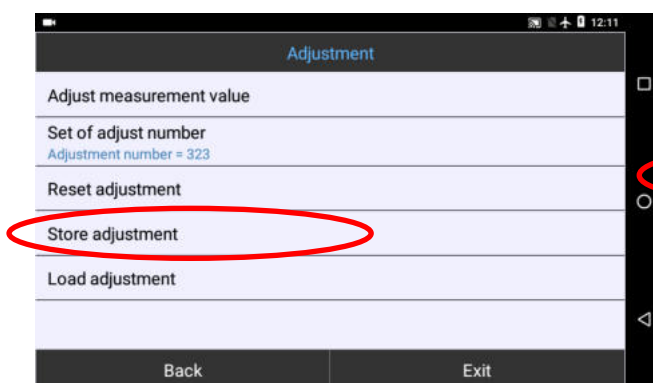 12:11
Adjustment
Adjust measurement value
Set of adjust number
Adjustment number = 323
Reset adjustment
Store adjustment
Load adjustment
Back Exit